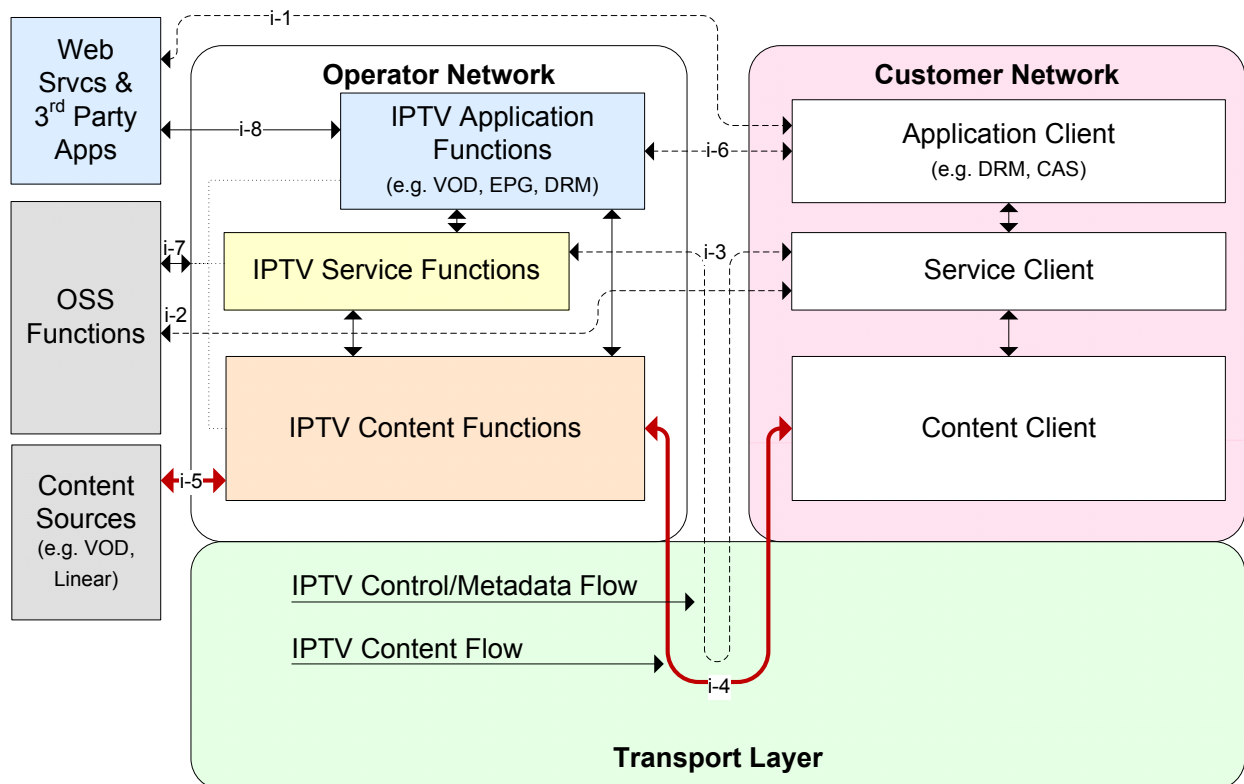 i-1
Web
Srvcs &
3rd Party
Apps
Operator Network
Customer Network
i-8
IPTV Application
Functions
(e.g. VOD, EPG, DRM)
i-6
Application Client
(e.g. DRM, CAS)
OSS
Functions
i-7
i-2
IPTV Service Functions
i-3
Service Client
IPTV Content Functions
Content Client
Content
Sources
(e.g. VOD,
Linear)
i-5
IPTV Control/Metadata Flow
IPTV Content Flow
i-4
Transport Layer